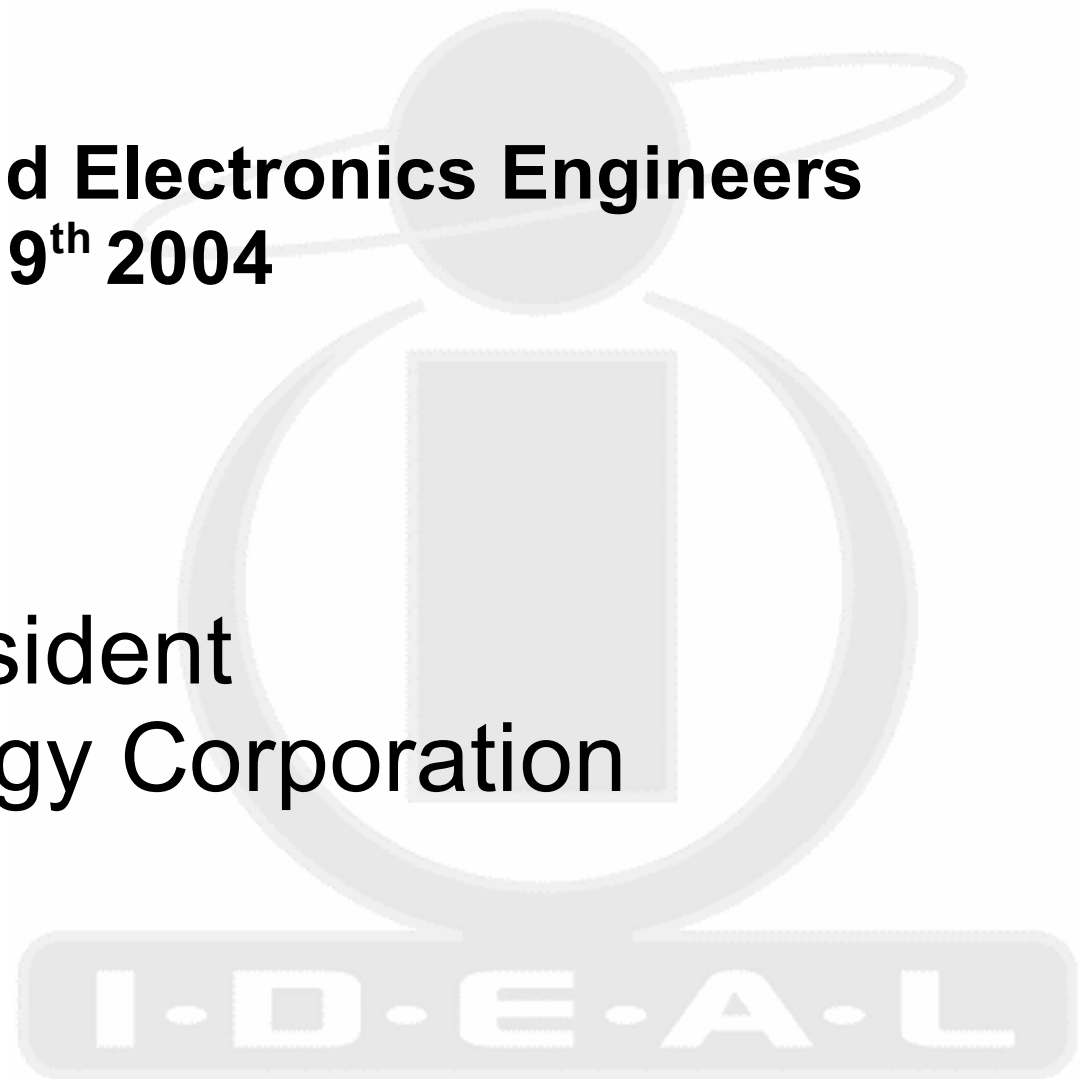 d Electronics Engineers
9th 2004
sident
gy Corporation
I•D•E•A•L